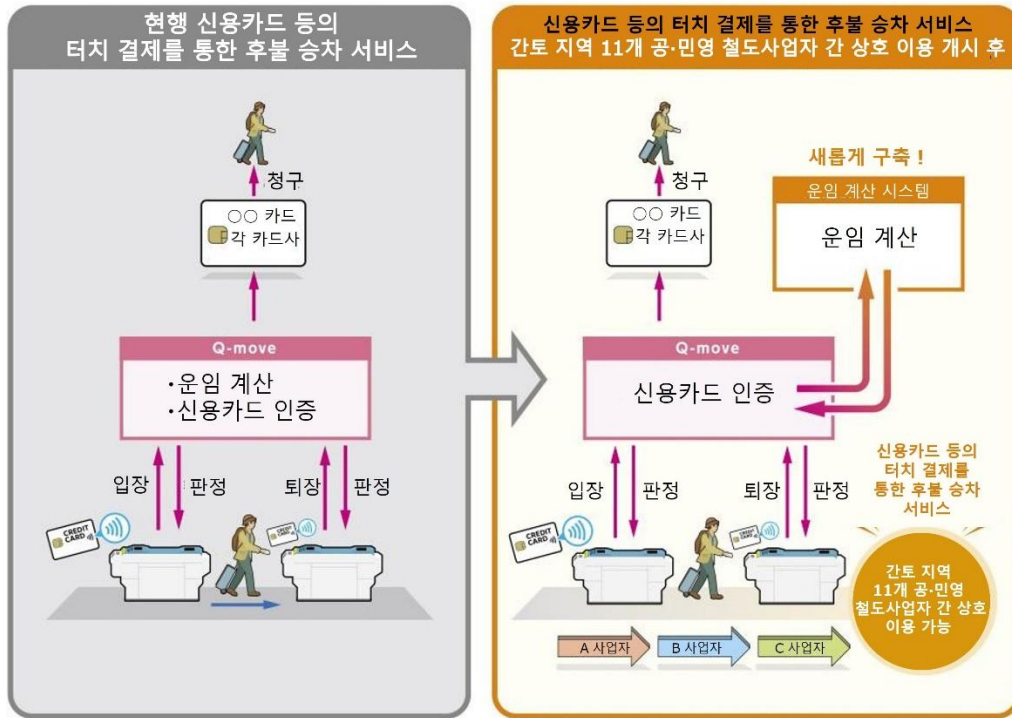 현행 신용카드 등의
터치 결제를 통한 후불 승차 서비스
청구
〇〇 카드
각 카드사
Q-move
·운임 계산
·신용카드 인증
입장
판정
퇴장
판정
CREDIT
CARD
CREDIT
CARD
신용카드 등의 터치 결제를 통한 후불 승차 서비스
간토 지역 11개 공·민영 철도사업자 간 상호 이용 개시 후
새롭게 구축 !
운임 계산 시스템
운임 계산
청구
〇〇 카드
각 카드사
Q-move
신용카드 인증
입장
판정
퇴장
판정
CREDIT
CARD
CREDIT
CARD
신용카드 등의
터치 결제를
통한 후불 승차
서비스
간토 지역
11개 공·민영
철도사업자 간 상호
이용 가능
A 사업자
B 사업자
C 사업자